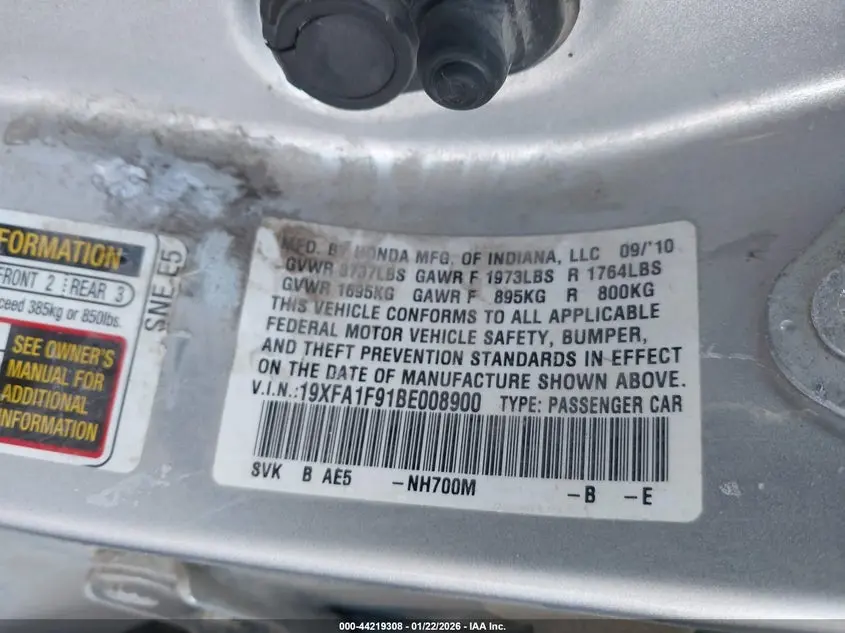 FORMATION
FRONT 2 REAR 3
ceed 385kg or 850lbs.
SEE OWNER'S
MANUAL FOR
ADDITIONAL
INFORMATION
SNE E5
MFD. BY HONDA MFG. OF INDIANA, LLC 09/'10
GVWR 3737LBS GAWR F 1973LBS R 1764LBS
GVWR 1695KG GAWR F 895KG R 800KG
THIS VEHICLE CONFORMS TO ALL APPLICABLE
FEDERAL MOTOR VEHICLE SAFETY, BUMPER,
AND THEFT PREVENTION STANDARDS IN EFFECT
ON THE DATE OF MANUFACTURE SHOWN ABOVE.
V.I.N.:19XFA1F91BE008900 TYPE: PASSENGER CAR
SVK B AE5 -NH700M -B -E
000-44219308 - 01/22/2026 - IAA Inc.